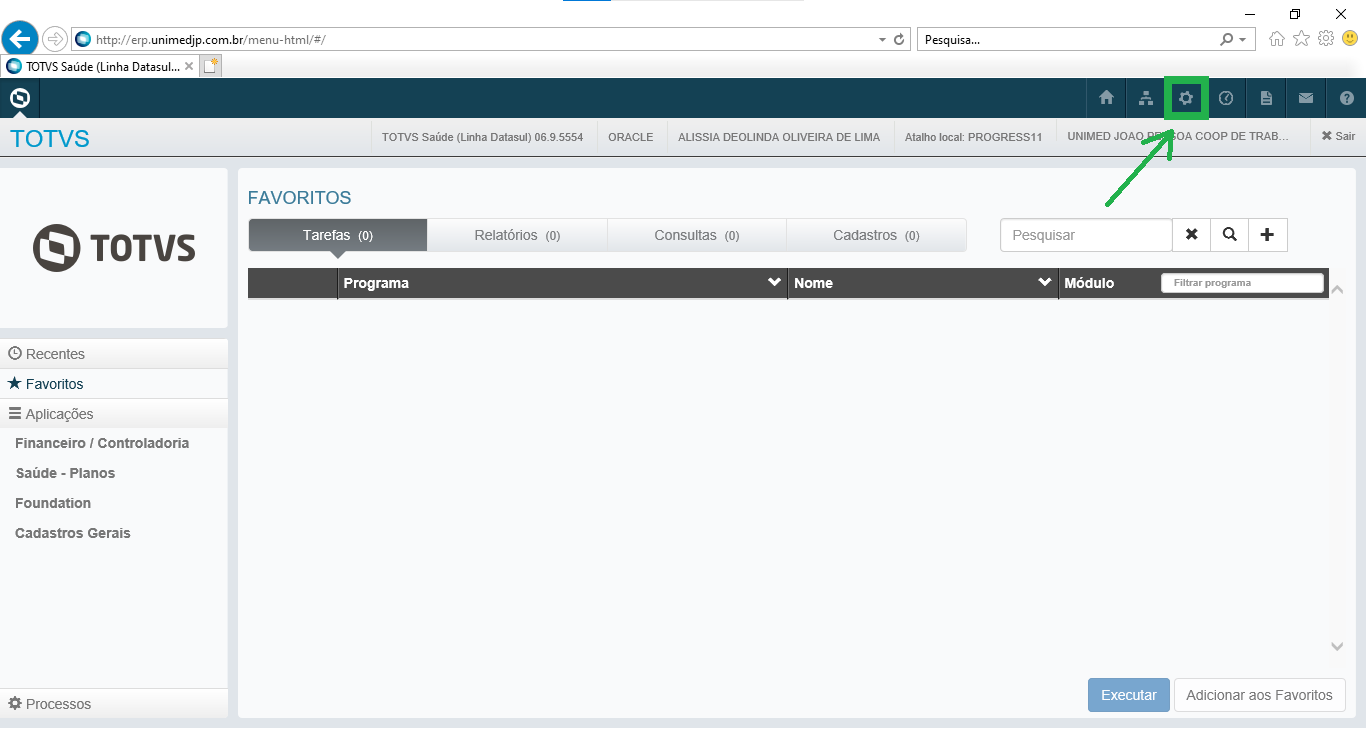 http://erp.unimedjp.com.br/menu-html/#/
Pesquisa...
TOTVS Saúde (Linha Datasul...
TOTVS
TOTVS Saúde (Linha Datasul) 06.9.5554
ORACLE
ALISSIA DEOLINDA OLIVEIRA DE LIMA
Atalho local: PROGRESS11
UNIMED JOAO PESSOA COOP DE TRAB...
Sair
TOTVS
FAVORITOS
Tarefas (0)
Relatórios (0)
Consultas (0)
Cadastros (0)
Pesquisar
Programa
Nome
Módulo
Filtrar programa
Recentes
Favoritos
Aplicações
Financeiro / Controladoria
Saúde - Planos
Foundation
Cadastros Gerais
Processos
Executar
Adicionar aos Favoritos